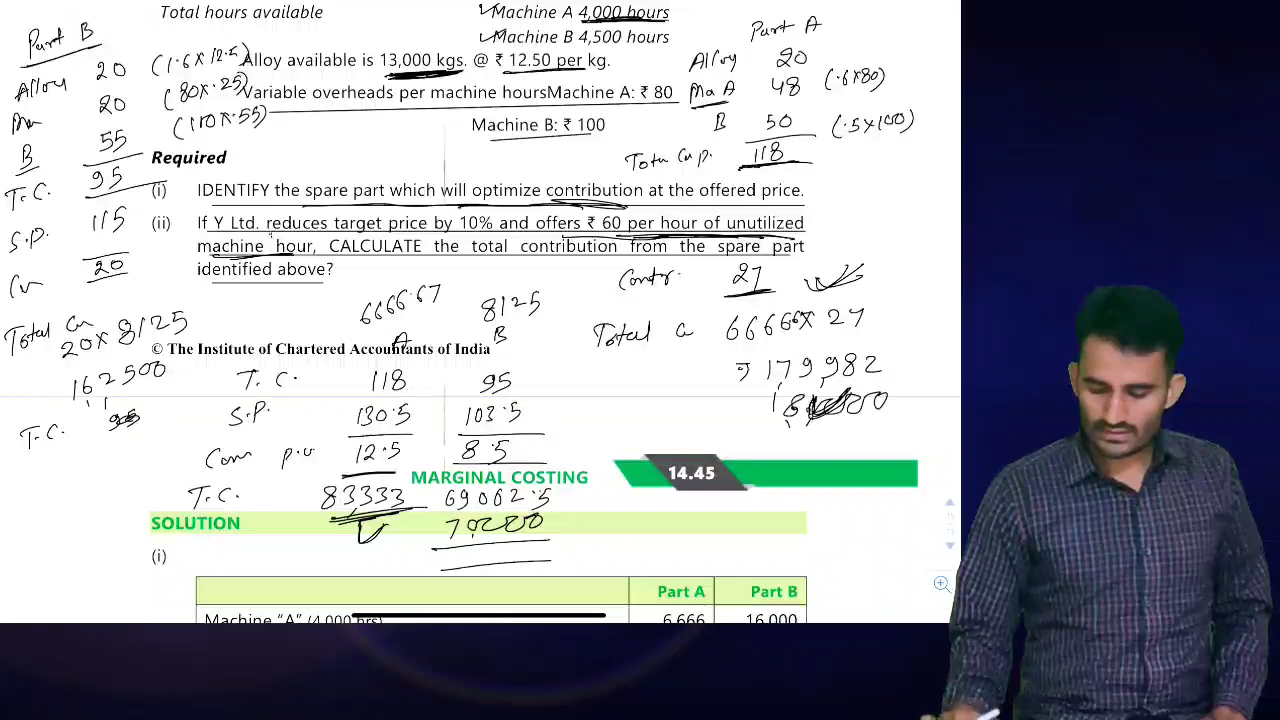 Total hours available Machine A 4,000 hours
Machine B 4,500 hours
Alloy available is 13,000 kgs. @ ₹ 12.50 per kg.
Variable overheads per machine hoursMachine A: ₹ 80
Machine B: ₹ 100
Required
(i) IDENTIFY the spare part which will optimize contribution at the offered price.
(ii) If Y Ltd. reduces target price by 10% and offers ₹ 60 per hour of unutilized
machine hour, CALCULATE the total contribution from the spare part
identified above?
© The Institute of Chartered Accountants of India
Part B
Alloy 20 (1.6 x 12.5)
Ma 20 (80 x .25)
B 55 (100 x .55)
T.C. 95
S.P. 115
Cu 20
Total Cu
20 x 8125
162500
T.C.
Part A
Alloy 20
Ma A 48 (.6 x 80)
B 50 (.5 x 100)
Total 118
Contr. 27
Total C 6666 x 27
179982
6666.67 8125
A B
T.C. 118 95
S.P. 130.5 103.5
Con p.u 12.5 8.5
T.C. 83333 69062.5
70000
MARGINAL COSTING 14.45
SOLUTION
(i)
Part A Part B
Machine "A" (4,000 hrs) 6,666 16,000